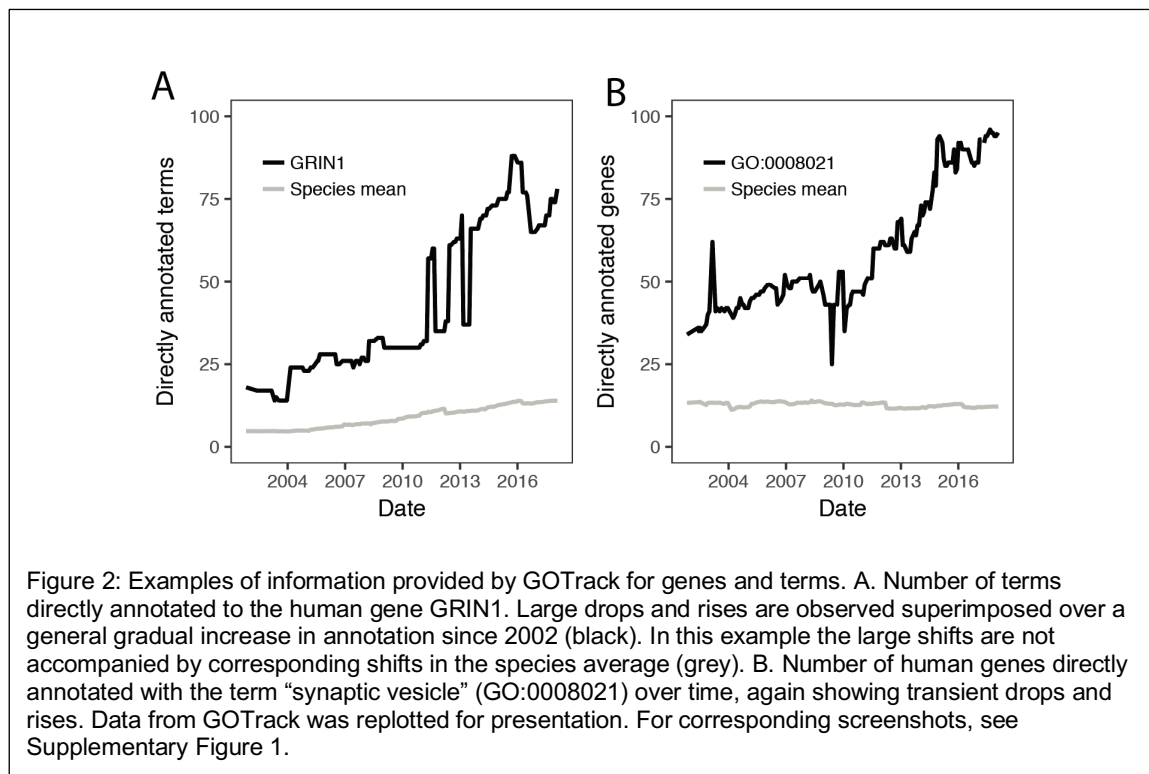 A
100
75
50
25
0
Directly annotated terms
GRIN1
Species mean
2004 2007 2010 2013 2016
Date
B
100
75
50
25
0
Directly annotated genes
GO:0008021
Species mean
2004 2007 2010 2013 2016
Date
Figure 2: Examples of information provided by GOTrack for genes and terms. A. Number of terms
directly annotated to the human gene GRIN1. Large drops and rises are observed superimposed over a
general gradual increase in annotation since 2002 (black). In this example the large shifts are not
accompanied by corresponding shifts in the species average (grey). B. Number of human genes directly
annotated with the term “synaptic vesicle” (GO:0008021) over time, again showing transient drops and
rises. Data from GOTrack was replotted for presentation. For corresponding screenshots, see
Supplementary Figure 1.